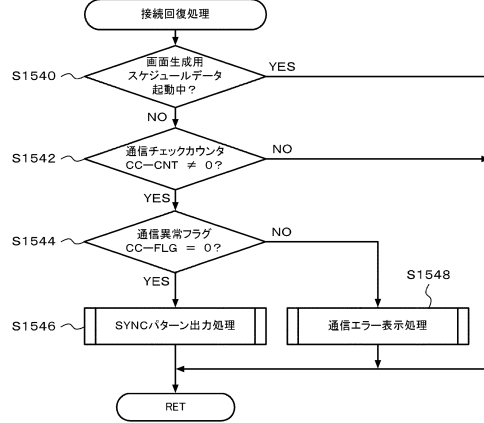 接続回復処理
画面生成用
スケジュールデータ
起動中?
YES
S1540
NO
通信チェックカウンタ
CC－CNT ≠ 0?
NO
S1542
YES
通信異常フラグ
CC－FLG = 0?
NO
S1544
YES
S1548
SYNCパターン出力処理
S1546
通信エラー表示処理
RET